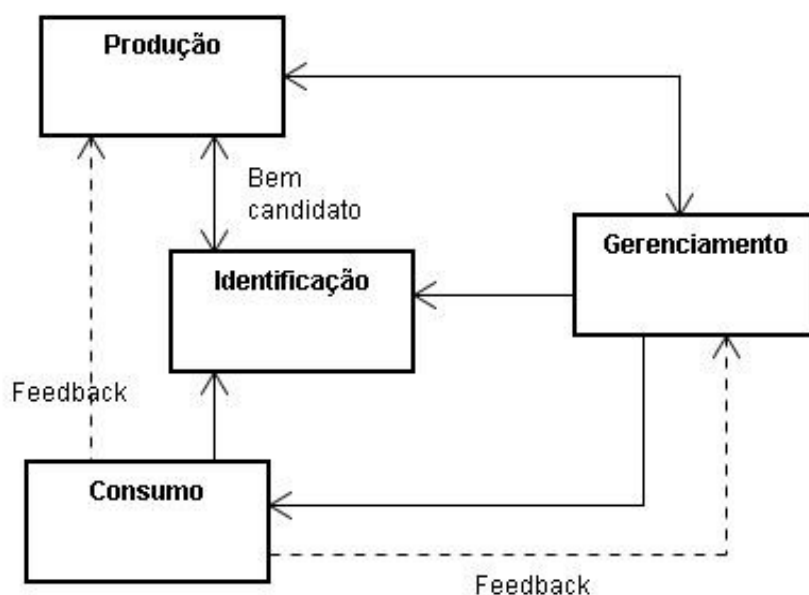 Produção
Bem
candidato
Gerenciamento
Identificação
Feedback
Consumo
Feedback